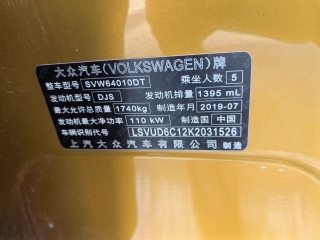 大众汽车(VOLKSWAGEN)牌
整车型号 SVW64010DT 乘坐人数 5
发动机型号 DJS 发动机排量 1395 mL
最大允许总质量 1740kg 制造年月 2019-07
发动机最大净功率 110 kW 制造国 中国
车辆识别代号 LSVUD6C12K2031526
上汽大众汽车有限公司 制造